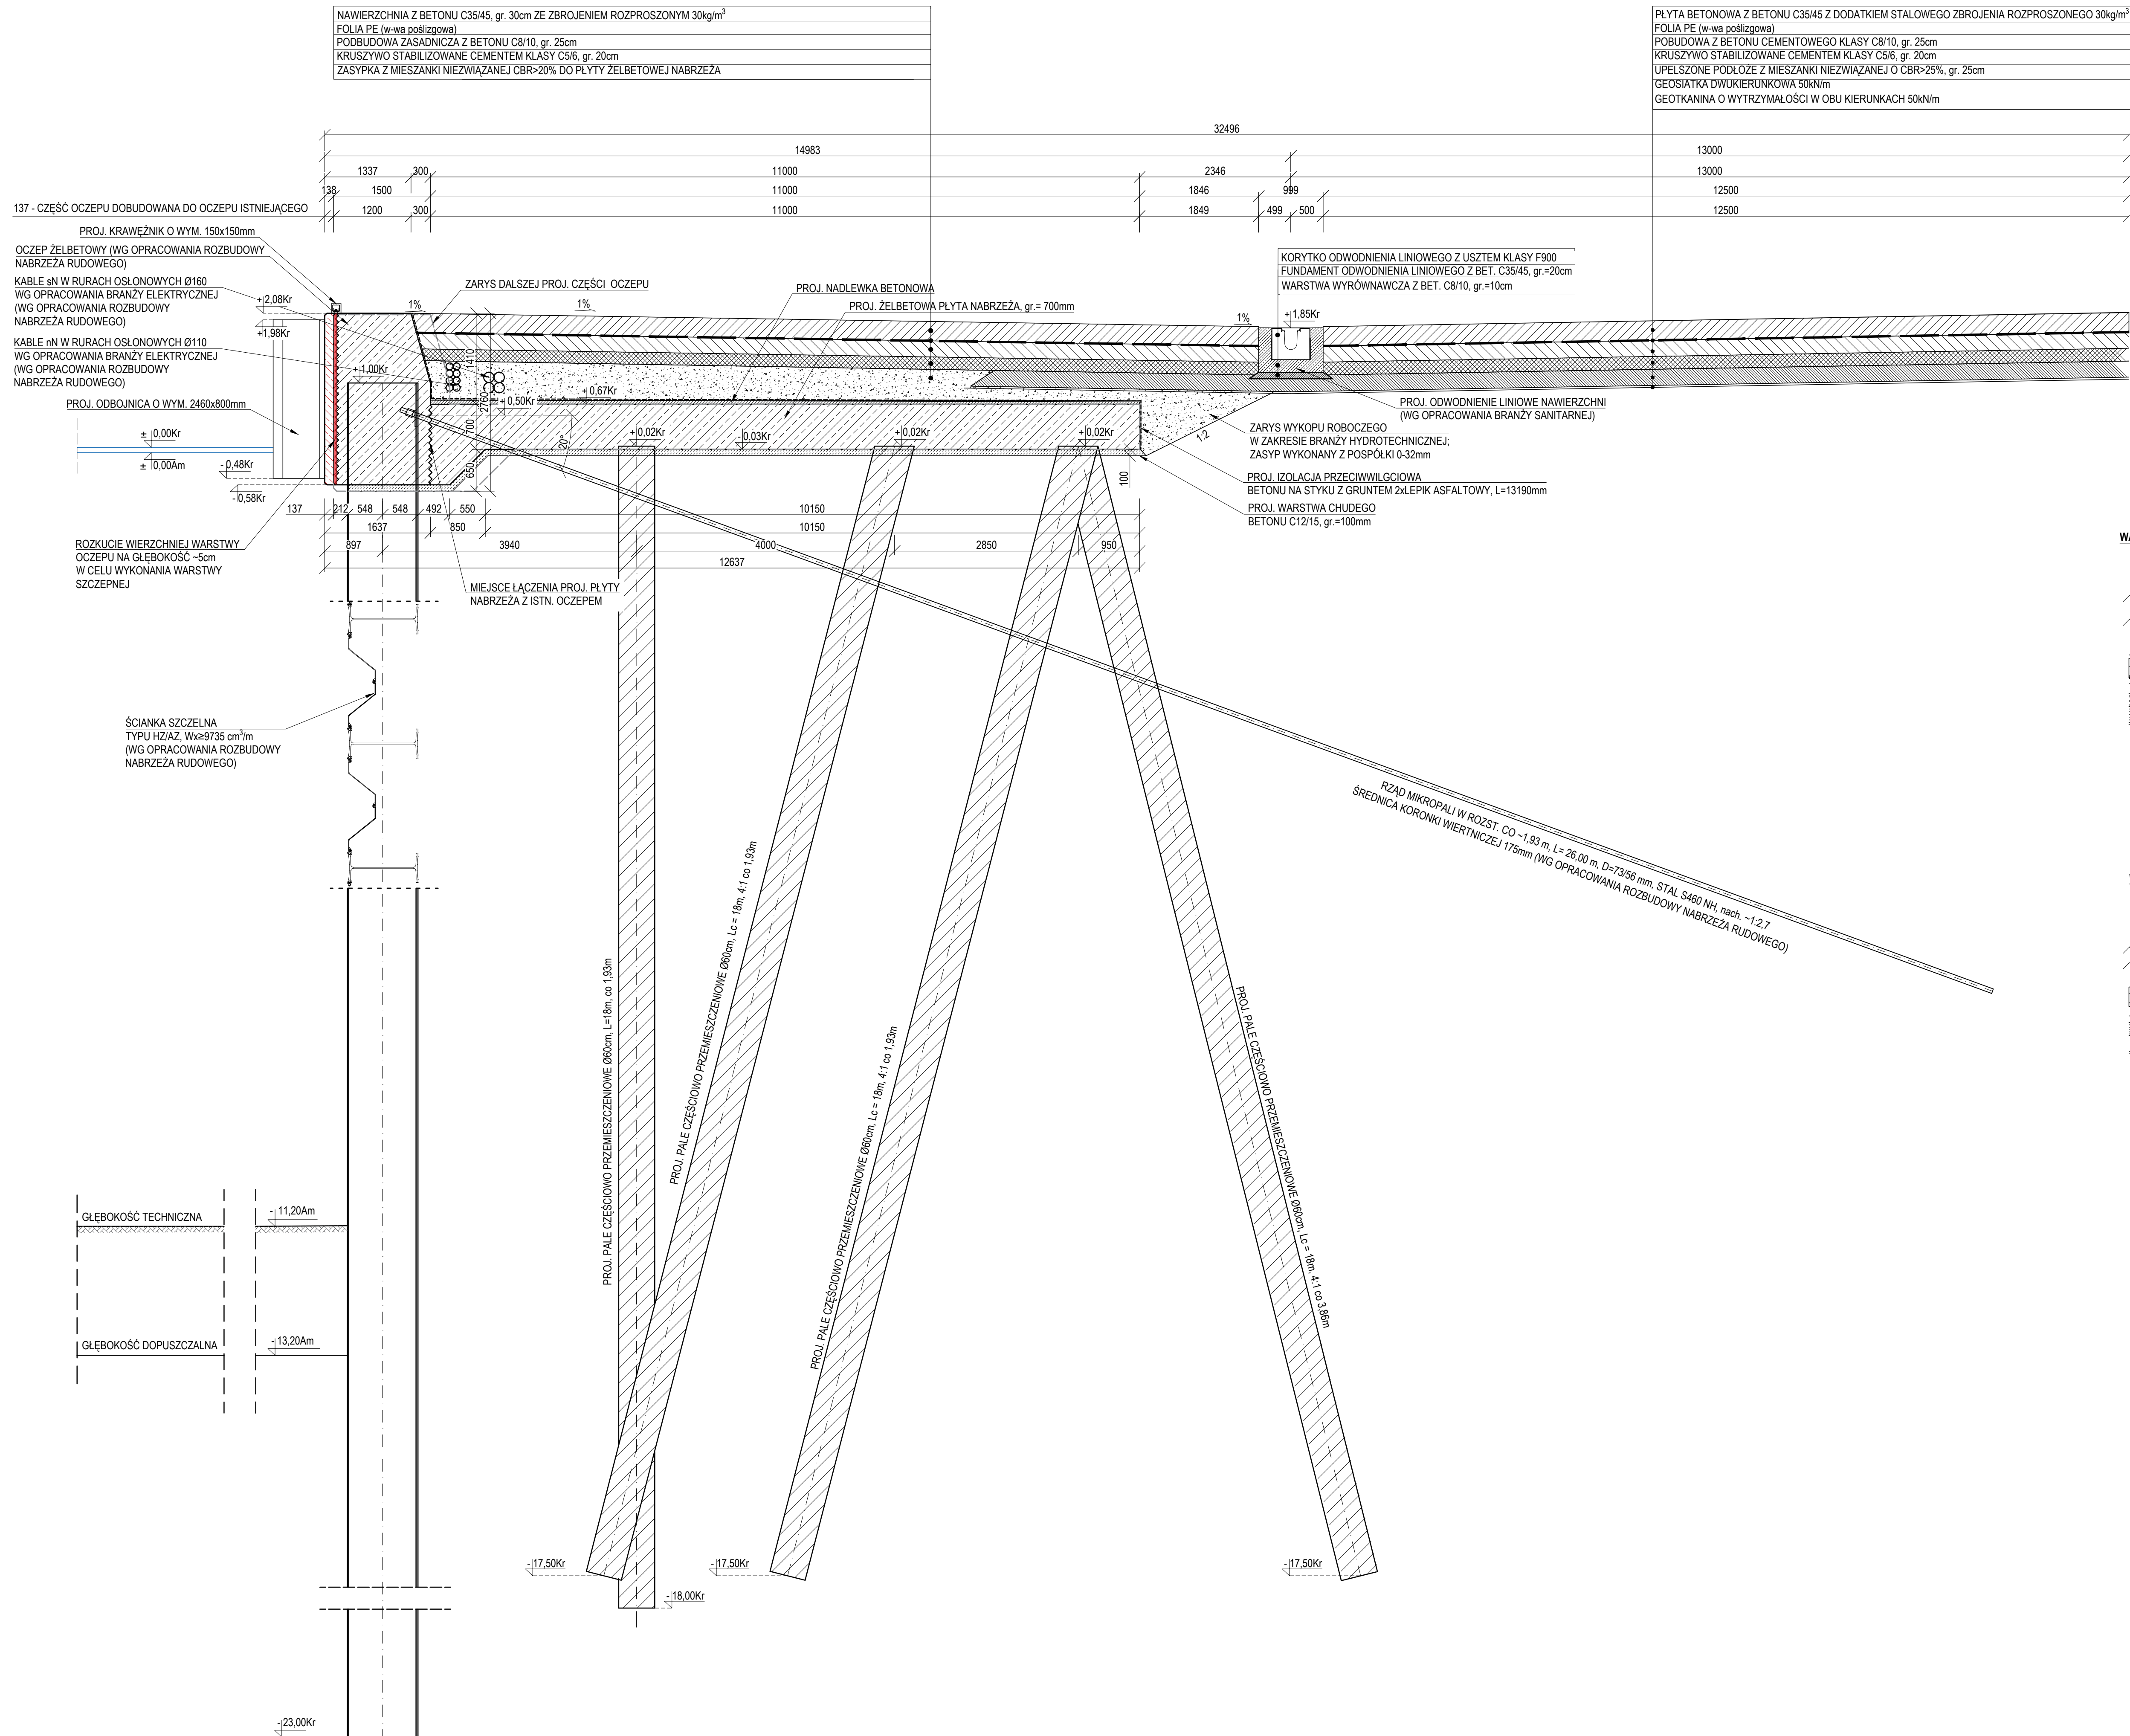 NAWIERZCHNIA Z BETONU C35/45, gr. 30cm ZE ZBROJENIEM ROZPROSZONYM 30kg/m³
FOLIA PE (w-wa poślizgowa)
PODBUDOWA ZASADNICZA Z BETONU C8/10, gr. 25cm
KRUSZYWO STABILIZOWANE CEMENTEM KLASY C5/6, gr. 20cm
ZASYPKA Z MIESZANKI NIEZWIĄZANEJ CBR>20% DO PŁYTY ŻELBETOWEJ NABRZEŻA
PŁYTA BETONOWA Z BETONU C35/45 Z DODATKIEM STALOWEGO ZBROJENIA ROZPROSZONEGO 30kg/m³
FOLIA PE (w-wa poślizgowa)
POBUDOWA Z BETONU CEMENTOWEGO KLASY C8/10, gr. 25cm
KRUSZYWO STABILIZOWANE CEMENTEM KLASY C5/6, gr. 20cm
UPELSZONE PODŁOŻE Z MIESZANKI NIEZWIĄZANEJ O CBR>25%, gr. 25cm
GEOSIATKA DWUKIERUNKOWA 50kN/m
GEOTKANINA O WYTRZYMAŁOŚCI W OBU KIERUNKACH 50kN/m
32496
14983 13000
1337 300 11000 2346 13000
138 1500 11000 1846 999 12500
1200 300 11000 1849 499 500 12500
137 - CZĘŚĆ OCZEPU DOBUDOWANA DO OCZEPU ISTNIEJĄCEGO
PROJ. KRAWĘŻNIK O WYM. 150x150mm
OCZEP ŻELBETOWY (WG OPRACOWANIA ROZBUDOWY
NABRZEŻA RUDOWEGO)
KABLE sN W RURACH OSŁONOWYCH Ø160
WG OPRACOWANIA BRANŻY ELEKTRYCZNEJ
(WG OPRACOWANIA ROZBUDOWY
NABRZEŻA RUDOWEGO)
KABLE nN W RURACH OSŁONOWYCH Ø110
WG OPRACOWANIA BRANŻY ELEKTRYCZNEJ
(WG OPRACOWANIA ROZBUDOWY
NABRZEŻA RUDOWEGO)
PROJ. ODBOJNICA O WYM. 2460x800mm
+2,08Kr
+1,98Kr
+1,00Kr
± 0,00Kr
± 0,00Am
- 0,48Kr
- 0,58Kr
1%
ZARYS DALSZEJ PROJ. CZĘŚCI OCZEPU
1%
PROJ. NADLEWKA BETONOWA
PROJ. ŻELBETOWA PŁYTA NABRZEŻA, gr.= 700mm
KORYTKO ODWODNIENIA LINIOWEGO Z USZTEM KLASY F900
FUNDAMENT ODWODNIENIA LINIOWEGO Z BET. C35/45, gr.=20cm
WARSTWA WYRÓWNAWCZA Z BET. C8/10, gr.=10cm
1%
+1,85Kr
1410
2760
700
650
+0,50Kr
+0,67Kr
20°
+0,02Kr
- 0,03Kr
+0,02Kr
+0,02Kr
1:2
100
PROJ. ODWODNIENIE LINIOWE NAWIERZCHNI
(WG OPRACOWANIA BRANŻY SANITARNEJ)
ZARYS WYKOPU ROBOCZEGO
W ZAKRESIE BRANŻY HYDROTECHNICZNEJ;
ZASYP WYKONANY Z POSPÓŁKI 0-32mm
PROJ. IZOLACJA PRZECIWWILGCIOWA
BETONU NA STYKU Z GRUNTEM 2xLEPIK ASFALTOWY, L=13190mm
PROJ. WARSTWA CHUDEGO
BETONU C12/15, gr.=100mm
137 212 548 548 492 550 10150
1637 850 10150
897 3940 4000 2850 950
12637
ROZKUCIE WIERZCHNIEJ WARSTWY
OCZEPU NA GŁĘBOKOŚĆ ~5cm
W CELU WYKONANIA WARSTWY
SZCZEPNEJ
MIEJSCE ŁĄCZENIA PROJ. PŁYTY
NABRZEŻA Z ISTN. OCZEPEM
ŚCIANKA SZCZELNA
TYPU HZ/AZ, Wx≥9735 cm³/m
(WG OPRACOWANIA ROZBUDOWY
NABRZEŻA RUDOWEGO)
RZĄD MIKROPALI W ROZST. CO ~1,93 m, L= 26,00 m, D=73/56 mm, STAL S460 NH, nach. ~1:2,7
ŚREDNICA KORONKI WIERTNICZEJ 175mm (WG OPRACOWANIA ROZBUDOWY NABRZEŻA RUDOWEGO)
PROJ. PALE CZĘŚCIOWO PRZEMIESZCZENIOWE Ø60cm, L=18m, co 1,93m
PROJ. PALE CZĘŚCIOWO PRZEMIESZCZENIOWE Ø60cm, Lc = 18m, 4:1 co 1,93m
PROJ. PALE CZĘŚCIOWO PRZEMIESZCZENIOWE Ø60cm, Lc = 18m, 4:1 co 1,93m
PROJ. PALE CZĘŚCIOWO PRZEMIESZCZENIOWE Ø60cm, Lc = 18m, 4:1 co 3,86m
GŁĘBOKOŚĆ TECHNICZNA
- 11,20Am
GŁĘBOKOŚĆ DOPUSZCZALNA
- 13,20Am
- 17,50Kr
- 17,50Kr
- 17,50Kr
- 18,00Kr
- 23,00Kr